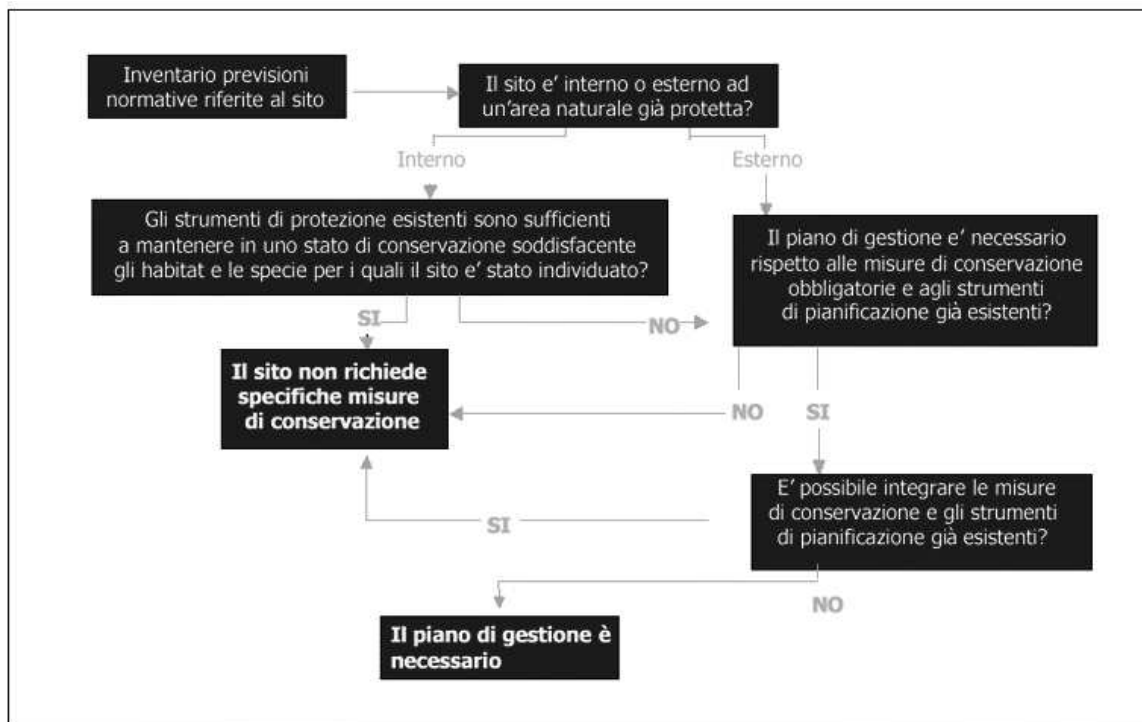 Inventario previsioni
normative riferite al sito
Il sito e’ interno o esterno ad
un’area naturale già protetta?
Interno
Esterno
Gli strumenti di protezione esistenti sono sufficienti
a mantenere in uno stato di conservazione soddisfacente
gli habitat e le specie per i quali il sito e’ stato individuato?
Il piano di gestione e’ necessario
rispetto alle misure di conservazione
obbligatorie e agli strumenti
di pianificazione già esistenti?
SI
NO
Il sito non richiede
specifiche misure
di conservazione
NO
SI
E’ possibile integrare le misure
di conservazione e gli strumenti
di pianificazione già esistenti?
SI
NO
Il piano di gestione è
necessario